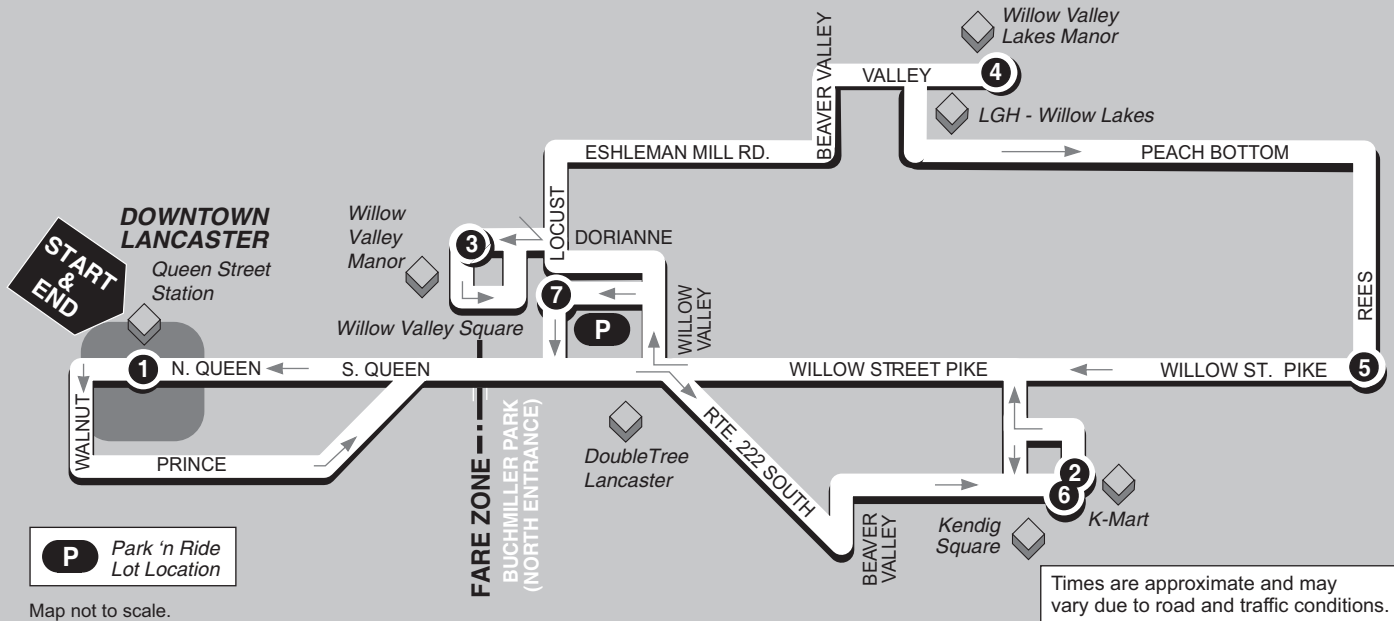 Willow Valley
Lakes Manor
4
VALLEY
BEAVER VALLEY
LGH - Willow Lakes
ESHLEMAN MILL RD.
PEACH BOTTOM
DOWNTOWN
LANCASTER
START
&
END
Queen Street
Station
Willow
Valley
Manor
3
LOCUST
DORIANNE
7
P
WILLOW
VALLEY
REES
Willow Valley Square
1
N. QUEEN
S. QUEEN
WILLOW STREET PIKE
WILLOW ST. PIKE
5
WALNUT
PRINCE
FARE ZONE
BUCHMILLER PARK
(NORTH ENTRANCE)
DoubleTree
Lancaster
RTE. 222 SOUTH
BEAVER
VALLEY
2
6
K-Mart
Kendig
Square
P
Park ‘n Ride
Lot Location
Map not to scale.
Times are approximate and may
vary due to road and traffic conditions.